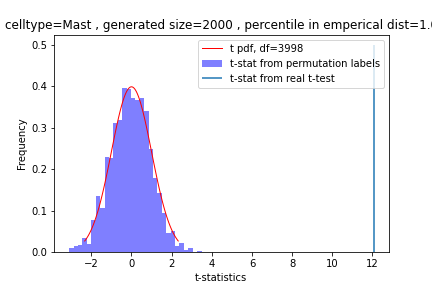 celltype=Mast , generated size=2000 , percentile in emperical dist=1.
t pdf, df=3998
t-stat from permutation labels
t-stat from real t-test
Frequency
0.5
0.4
0.3
0.2
0.1
0.0
−2 0 2 4 6 8 10 12
t-statistics